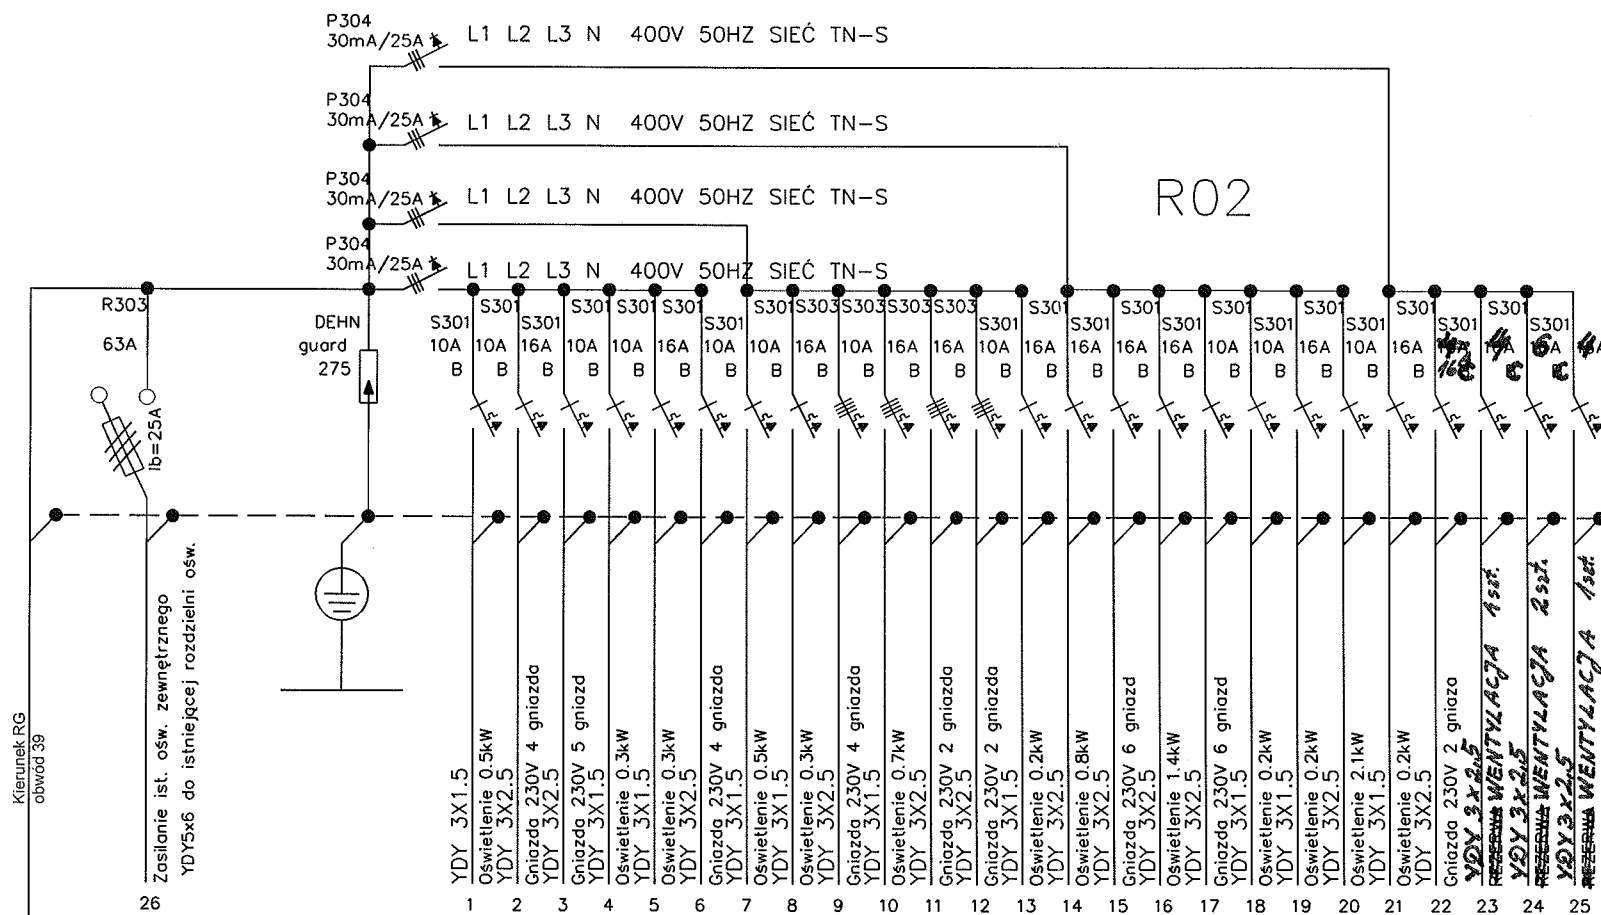 P304
30mA/25A
L1 L2 L3 N 400V 50HZ SIEĆ TN-S
P304
30mA/25A
L1 L2 L3 N 400V 50HZ SIEĆ TN-S
P304
30mA/25A
L1 L2 L3 N 400V 50HZ SIEĆ TN-S
P304
30mA/25A
L1 L2 L3 N 400V 50HZ SIEĆ TN-S
R02
R303
63A
Ib=25A
DEHN
guard
275
S301 S301 S301 S301 S301 S301 S301 S301 S303 S303 S303 S303 S301 S301 S301 S301 S301 S301 S301 S301 S301 S301 S301 S301
10A 10A 16A 10A 10A 16A 10A 10A 16A 10A 16A 16A 10A 16A 16A 16A 16A 10A 16A 10A 16A
B B B B B B B B B B B B B B B B B B B B B
16
C C C
4 6 4
Kierunek RG
obwód 39
Zasilanie ist. ośw. zewnętrznego
YDY5x6 do istniejącej rozdzielni ośw.
YDY 3X1.5
Oświetlenie 0.5kW
YDY 3X2.5
Gniazda 230V 4 gniazda
YDY 3X2.5
Gniazda 230V 5 gniazd
YDY 3X1.5
Oświetlenie 0.3kW
YDY 3X1.5
Oświetlenie 0.3kW
YDY 3X2.5
Gniazda 230V 4 gniazda
YDY 3X1.5
Oświetlenie 0.5kW
YDY 3X1.5
Oświetlenie 0.3kW
YDY 3X2.5
Gniazda 230V 4 gniazda
YDY 3X1.5
Oświetlenie 0.7kW
YDY 3X2.5
Gniazda 230V 2 gniazda
YDY 3X2.5
Gniazda 230V 2 gniazda
YDY 3X1.5
Oświetlenie 0.2kW
YDY 3X1.5
Oświetlenie 0.8kW
YDY 3X2.5
Gniazda 230V 6 gniazd
YDY 3X2.5
Oświetlenie 1.4kW
YDY 3X1.5
Gniazda 230V 6 gniazd
YDY 3X1.5
Oświetlenie 0.2kW
YDY 3X2.5
Oświetlenie 0.2kW
YDY 3X2.5
Oświetlenie 2.1kW
YDY 3X1.5
Oświetlenie 0.2kW
YDY 3X2.5
Gniazda 230V 2 gniazda
YDY 3x2,5
REZERWA WENTYLACJA 1 szt.
YDY 3x2,5
REZERWA WENTYLACJA 2 szt.
YDY 3x2,5
REZERWA WENTYLACJA 1 szt.
26 1 2 3 4 5 6 7 8 9 10 11 12 13 14 15 16 17 18 19 20 21 22 23 24 25